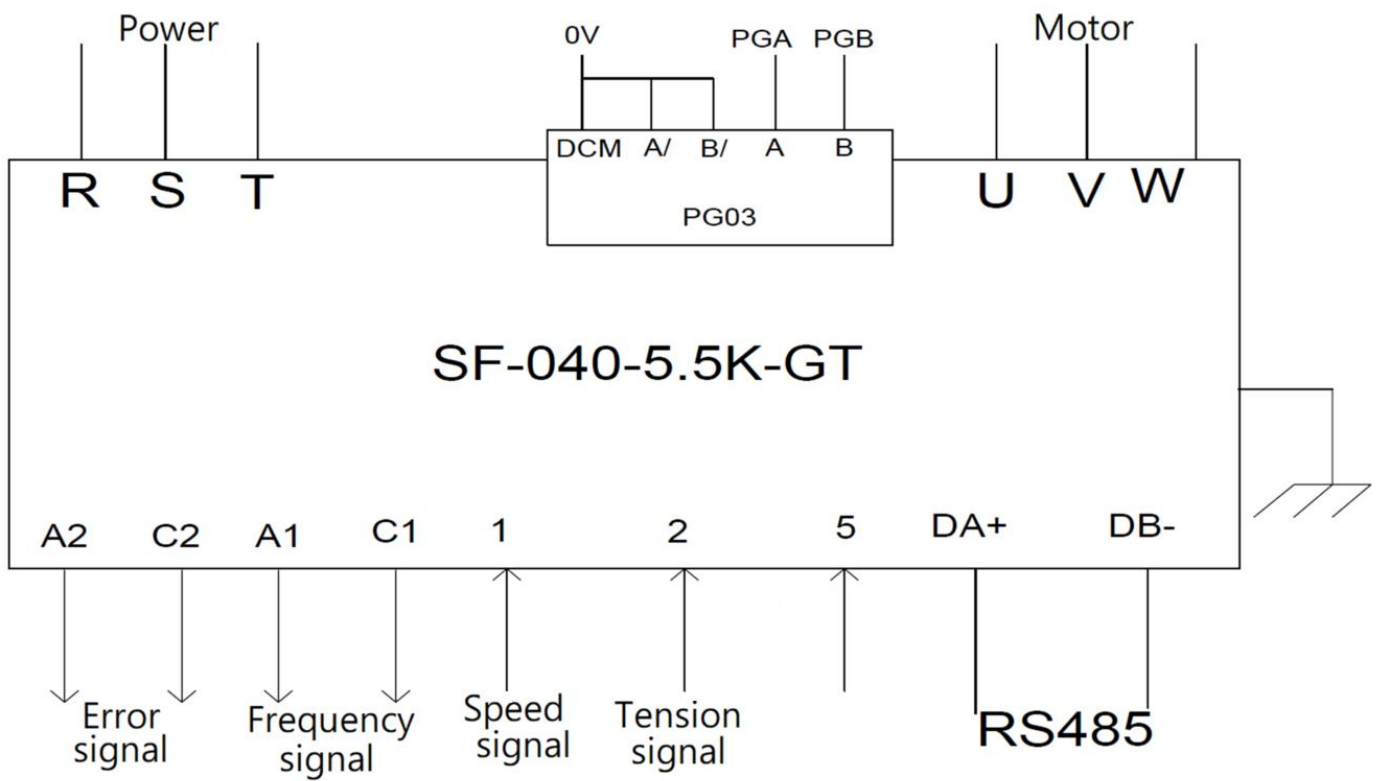 Power
0V
PGA PGB
Motor
DCM A/ B/ A B
R S T
U V W
PG03
SF-040-5.5K-GT
A2 C2 A1 C1 1 2 5 DA+ DB-
Error
signal
Frequency
signal
Speed
signal
Tension
signal
RS485